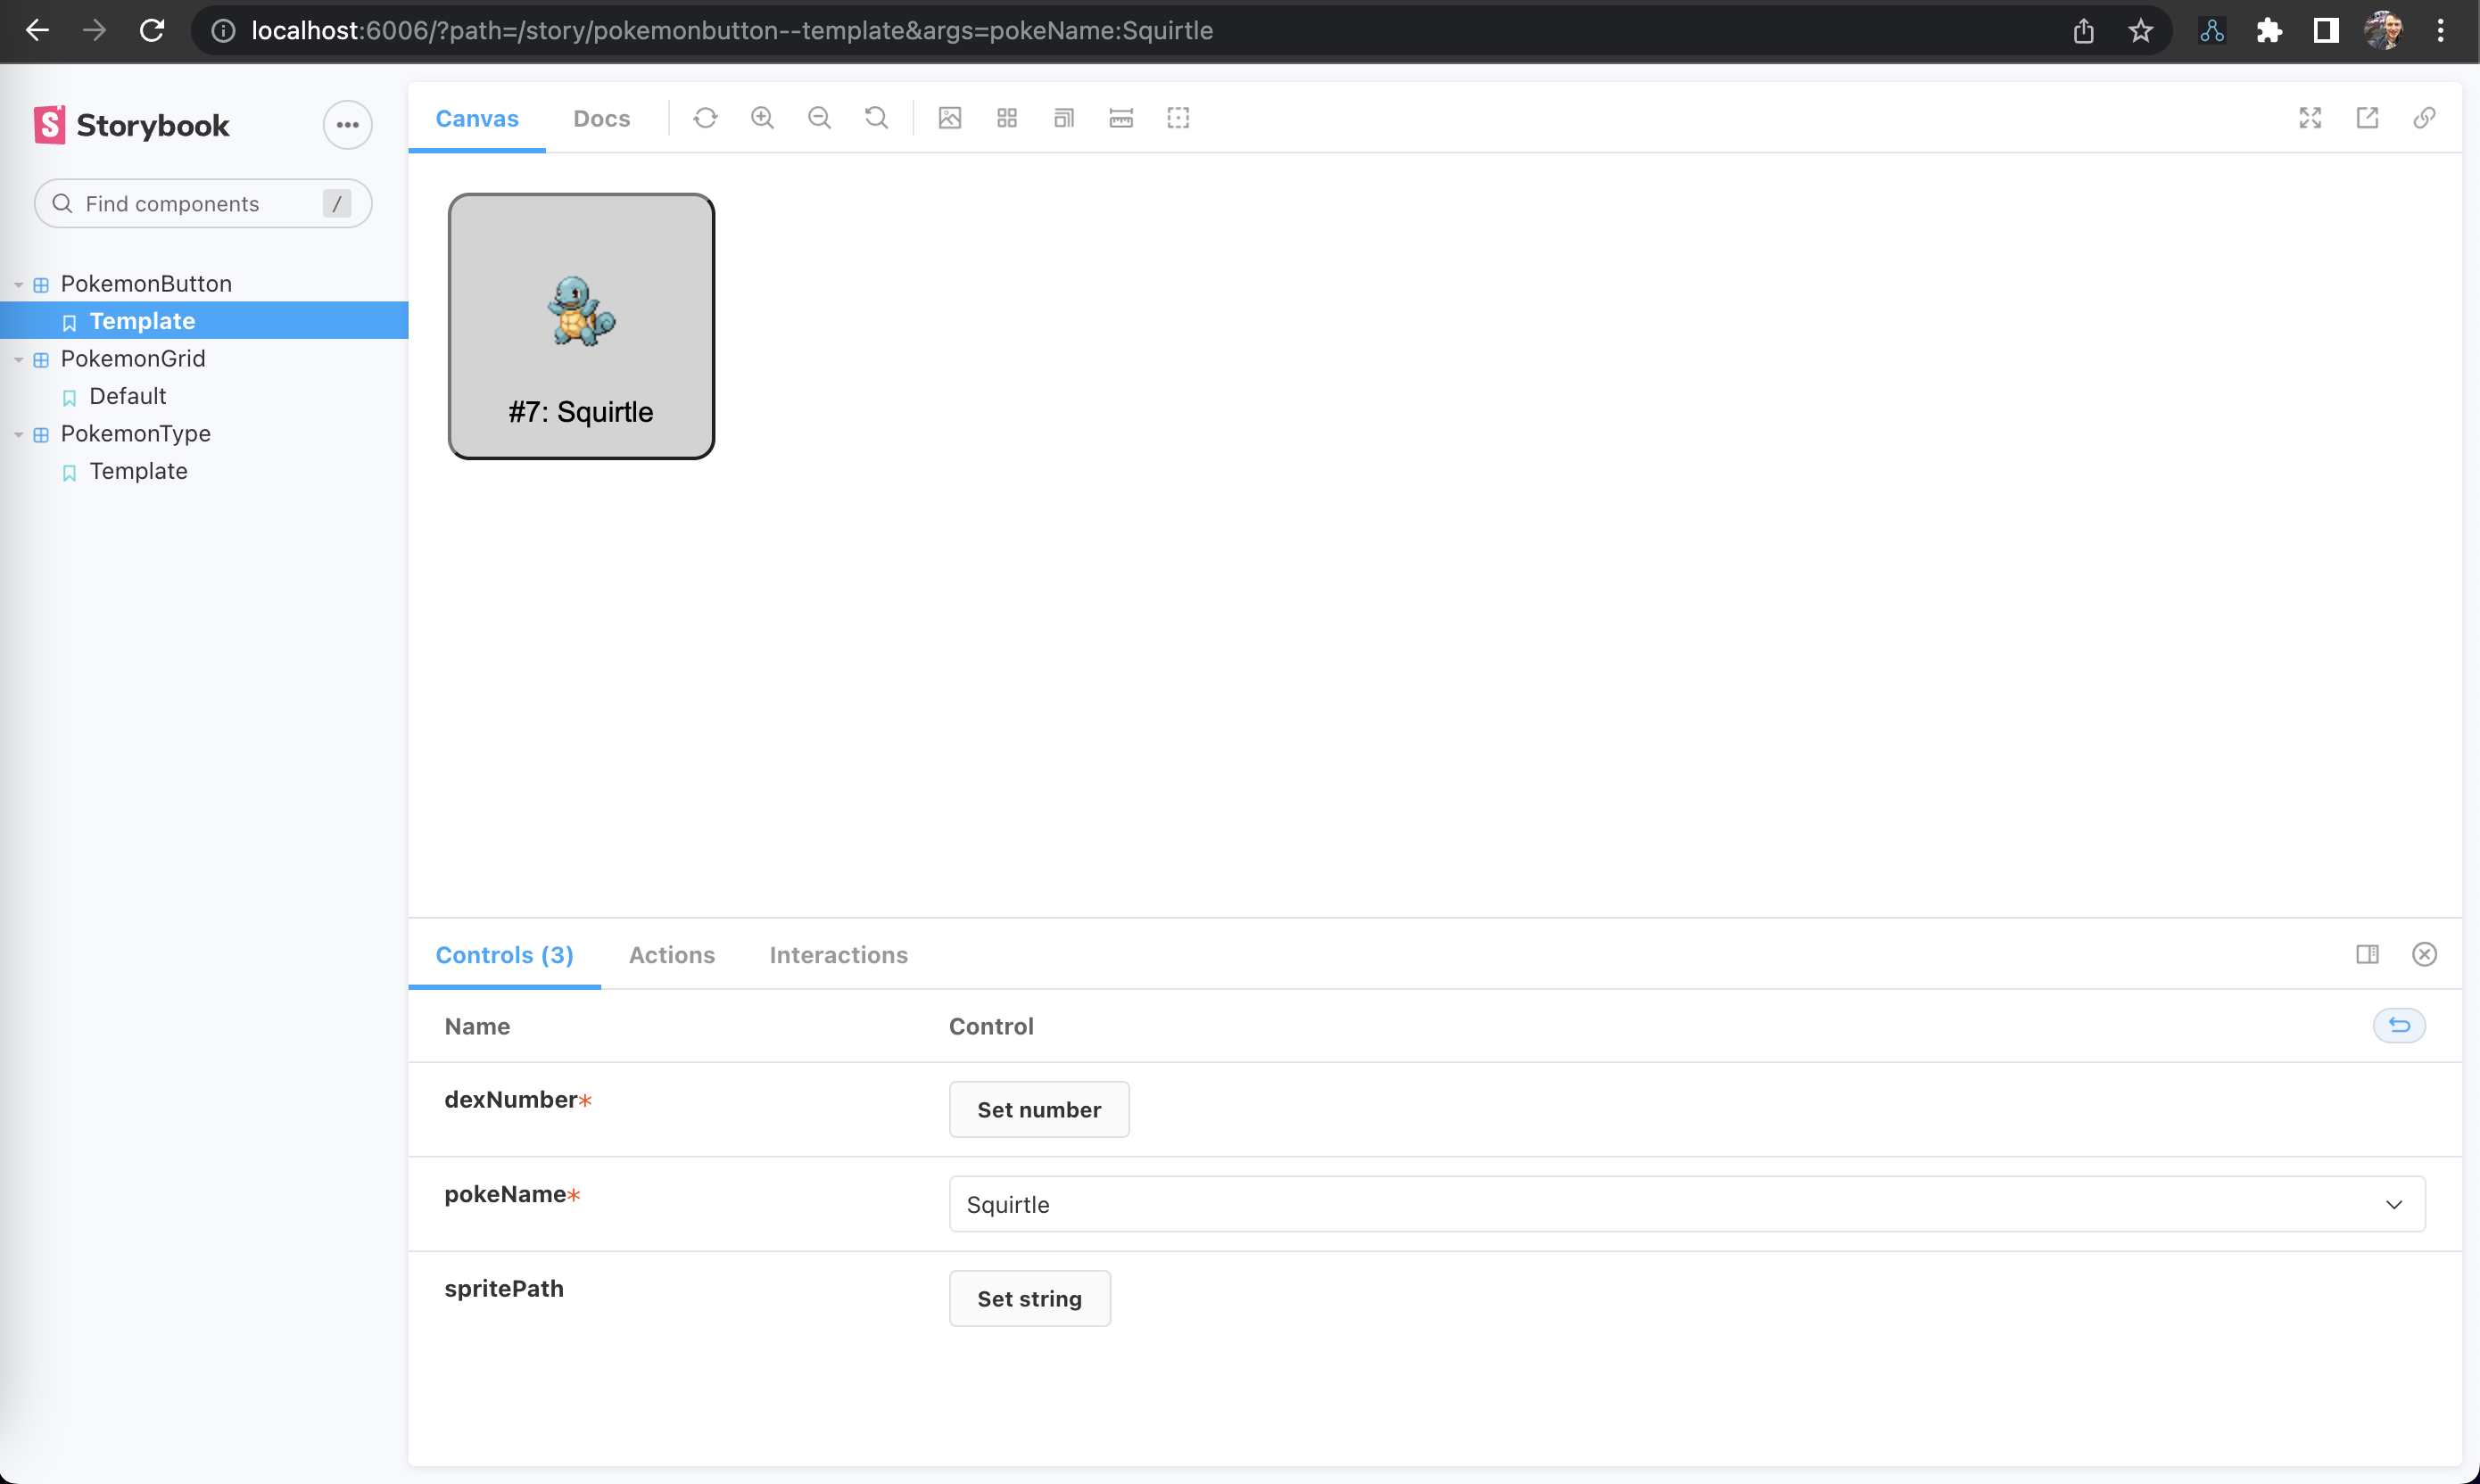 localhost:6006/?path=/story/pokemonbutton--template&args=pokeName:Squirtle
Storybook
Find components /
PokemonButton
Template
PokemonGrid
Default
PokemonType
Template
Canvas Docs
#7: Squirtle
Controls (3) Actions Interactions
Name Control
dexNumber* Set number
pokeName* Squirtle
spritePath Set string